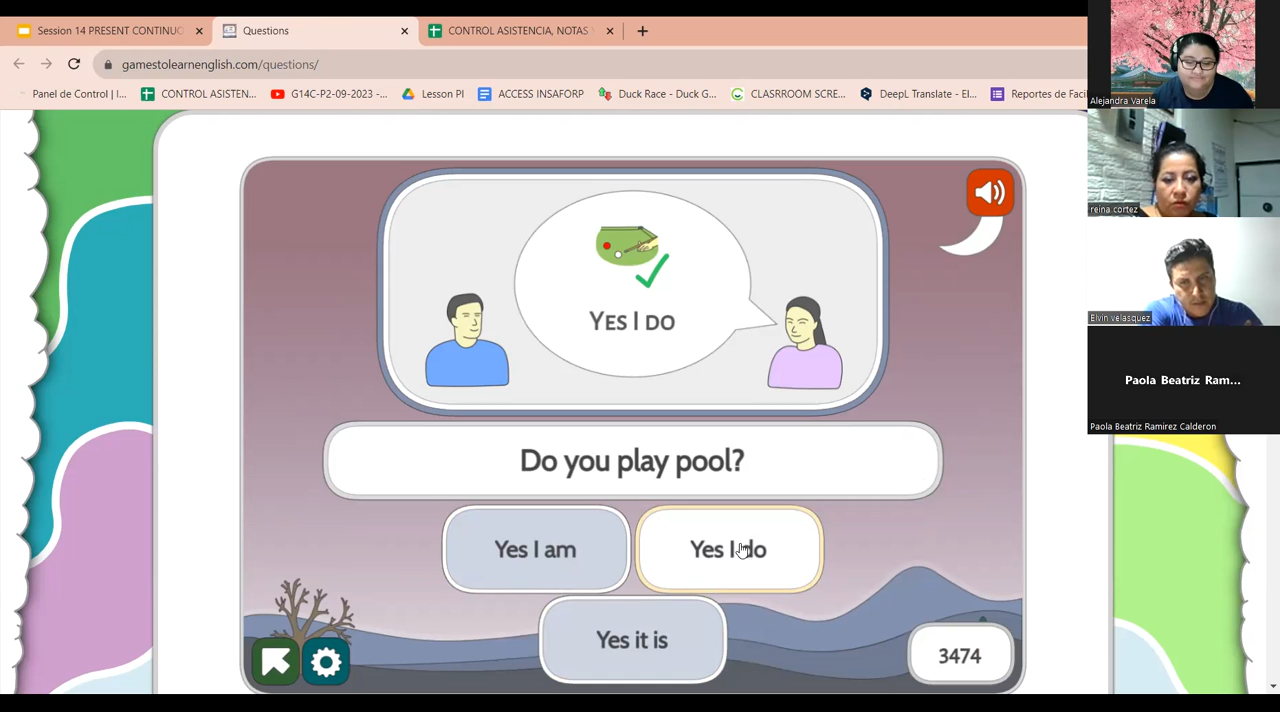 Session 14 PRESENT CONTINUO
Questions
CONTROL ASISTENCIA, NOTAS
gamestolearnenglish.com/questions/
Panel de Control | I...
CONTROL ASISTEN...
G14C-P2-09-2023 -...
Lesson PI
ACCESS INSAFORP
Duck Race - Duck G...
CLASRROOM SCRE...
DeepL Translate - El...
Reportes de Facil
YES I DO
Do you play pool?
Yes I am
Yes I do
Yes it is
3474
Alejandra Varela
reina cortez
Elvin velasquez
Paola Beatriz Ram...
Paola Beatriz Ramirez Calderon